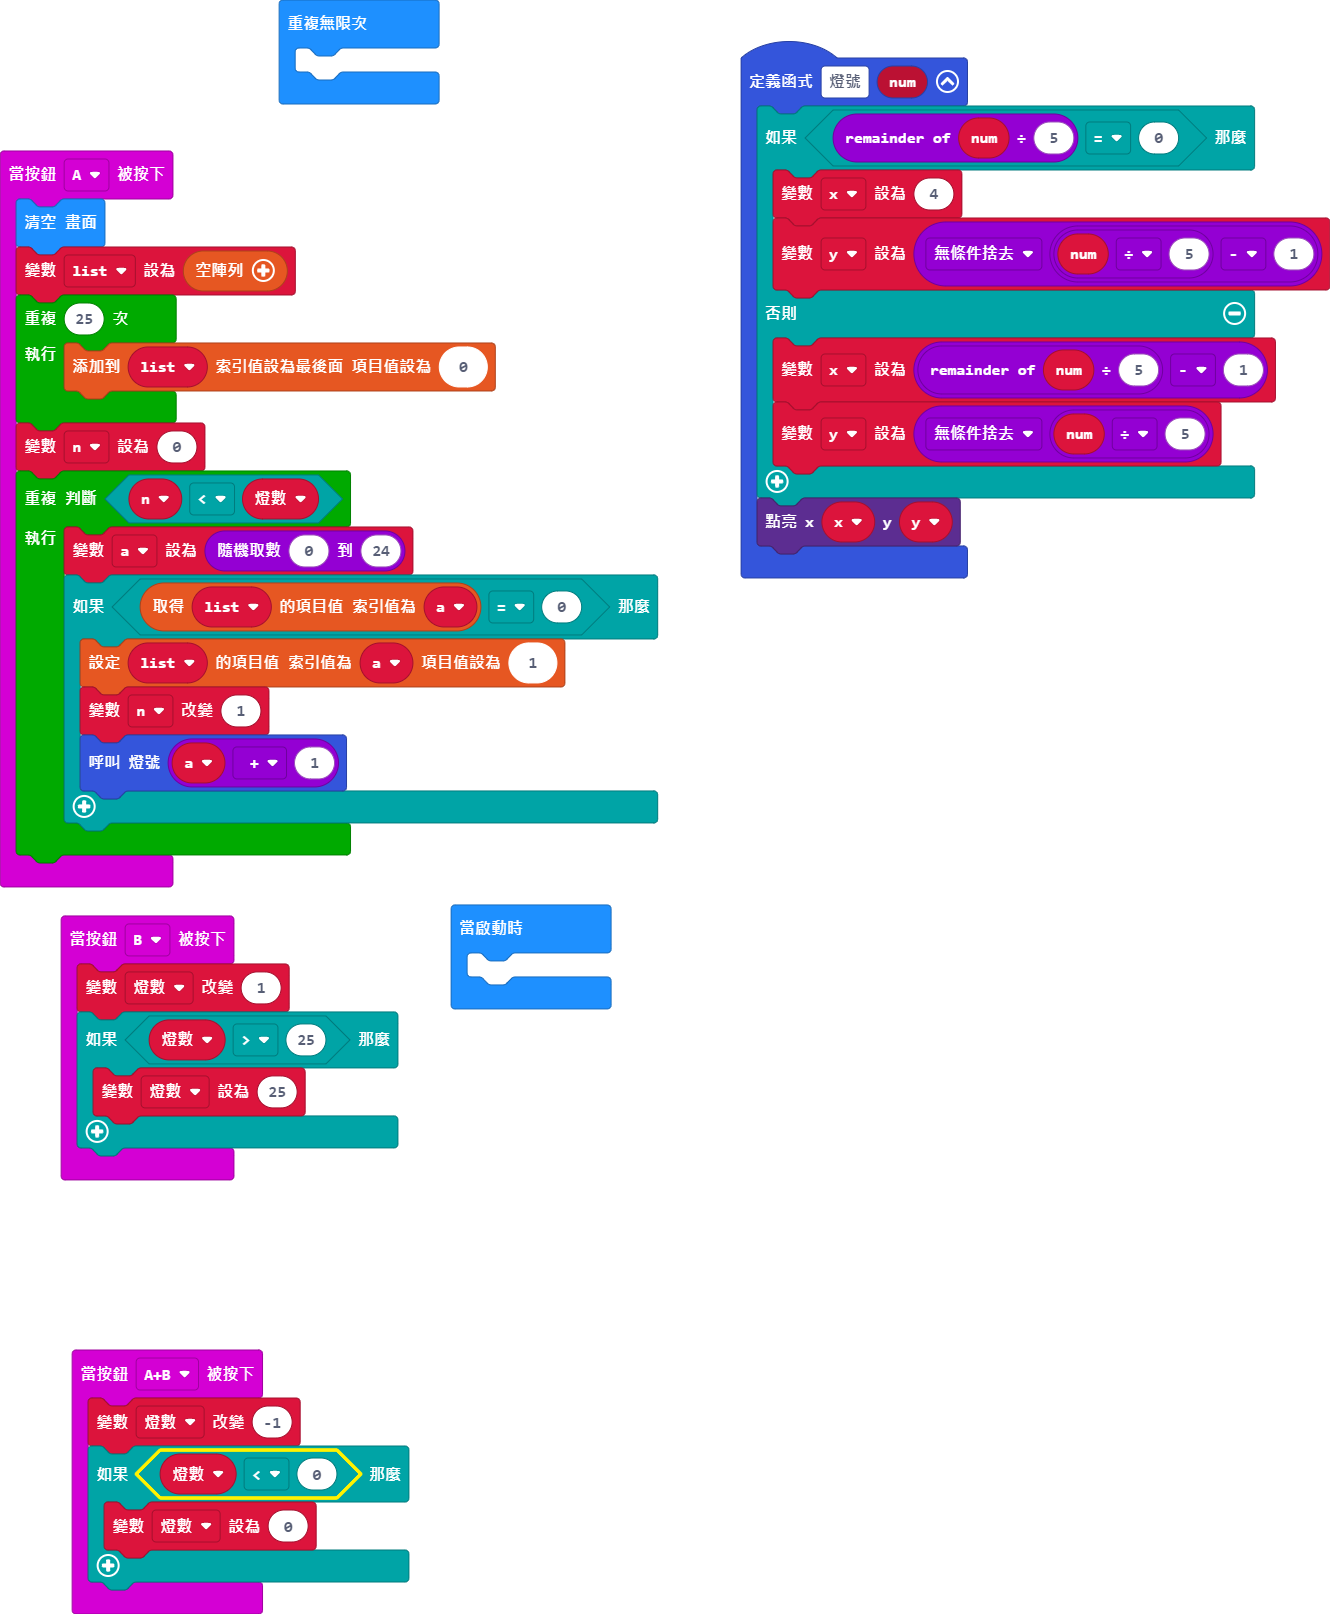 重複無限次
當按鈕 A 被按下
清空 畫面
變數 list 設為 空陣列
重複 25 次
執行
添加到 list 索引值設為最後面 項目值設為 0
變數 n 設為 0
重複 判斷 n < 燈數
執行
變數 a 設為 隨機取數 0 到 24
如果 取得 list 的項目值 索引值為 a = 0 那麼
設定 list 的項目值 索引值為 a 項目值設為 1
變數 n 改變 1
呼叫 燈號 a + 1
定義函式 燈號 num
如果 remainder of num ÷ 5 = 0 那麼
變數 x 設為 4
變數 y 設為 無條件捨去 num ÷ 5 - 1
否則
變數 x 設為 remainder of num ÷ 5 - 1
變數 y 設為 無條件捨去 num ÷ 5
點亮 x x y y
當按鈕 B 被按下
變數 燈數 改變 1
如果 燈數 > 25 那麼
變數 燈數 設為 25
當啟動時
當按鈕 A+B 被按下
變數 燈數 改變 -1
如果 燈數 < 0 那麼
變數 燈數 設為 0